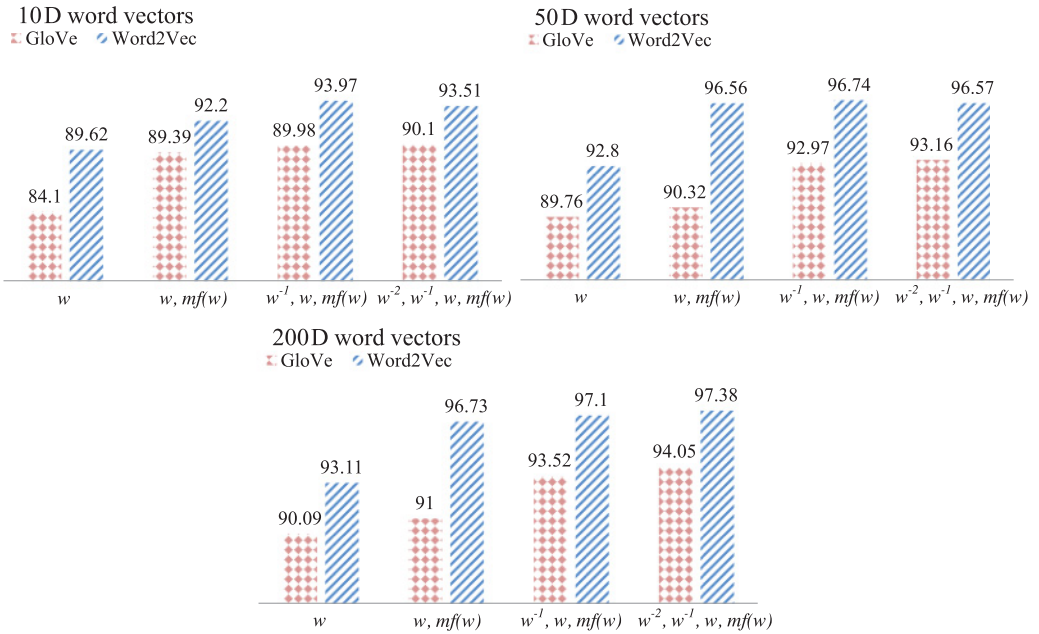 10D word vectors
GloVe Word2Vec
84.1 89.62 89.39 92.2 89.98 93.97 90.1 93.51
w w, mf(w) w⁻¹, w, mf(w) w⁻², w⁻¹, w, mf(w)
50D word vectors
GloVe Word2Vec
89.76 92.8 90.32 96.56 92.97 96.74 93.16 96.57
w w, mf(w) w⁻¹, w, mf(w) w⁻², w⁻¹, w, mf(w)
200D word vectors
GloVe Word2Vec
90.09 93.11 91 96.73 93.52 97.1 94.05 97.38
w w, mf(w) w⁻¹, w, mf(w) w⁻², w⁻¹, w, mf(w)